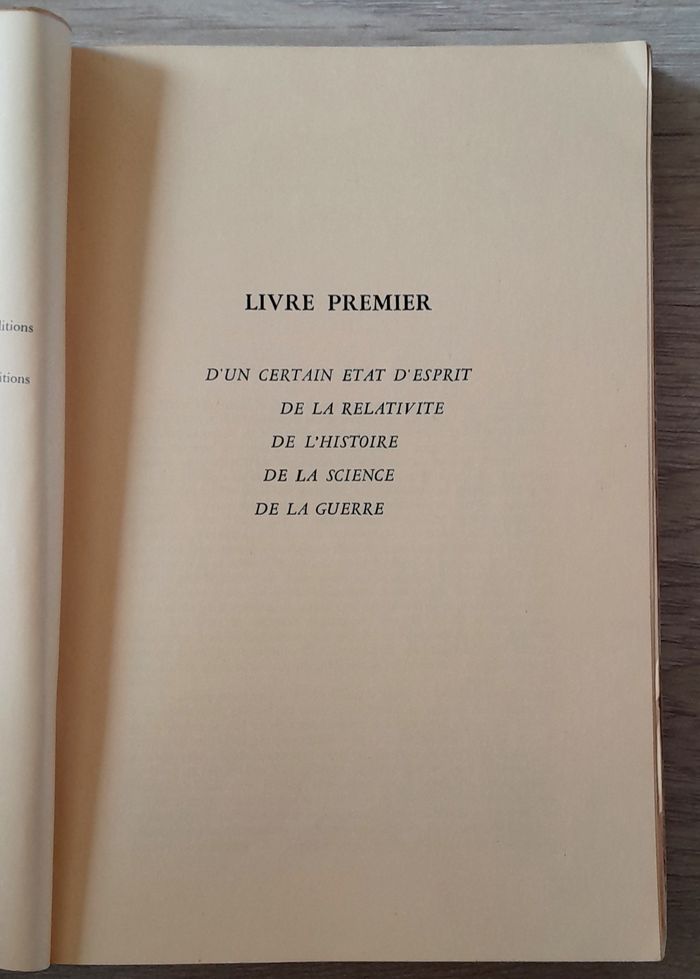 LIVRE PREMIER
D'UN CERTAIN ETAT D'ESPRIT
DE LA RELATIVITE
DE L'HISTOIRE
DE LA SCIENCE
DE LA GUERRE